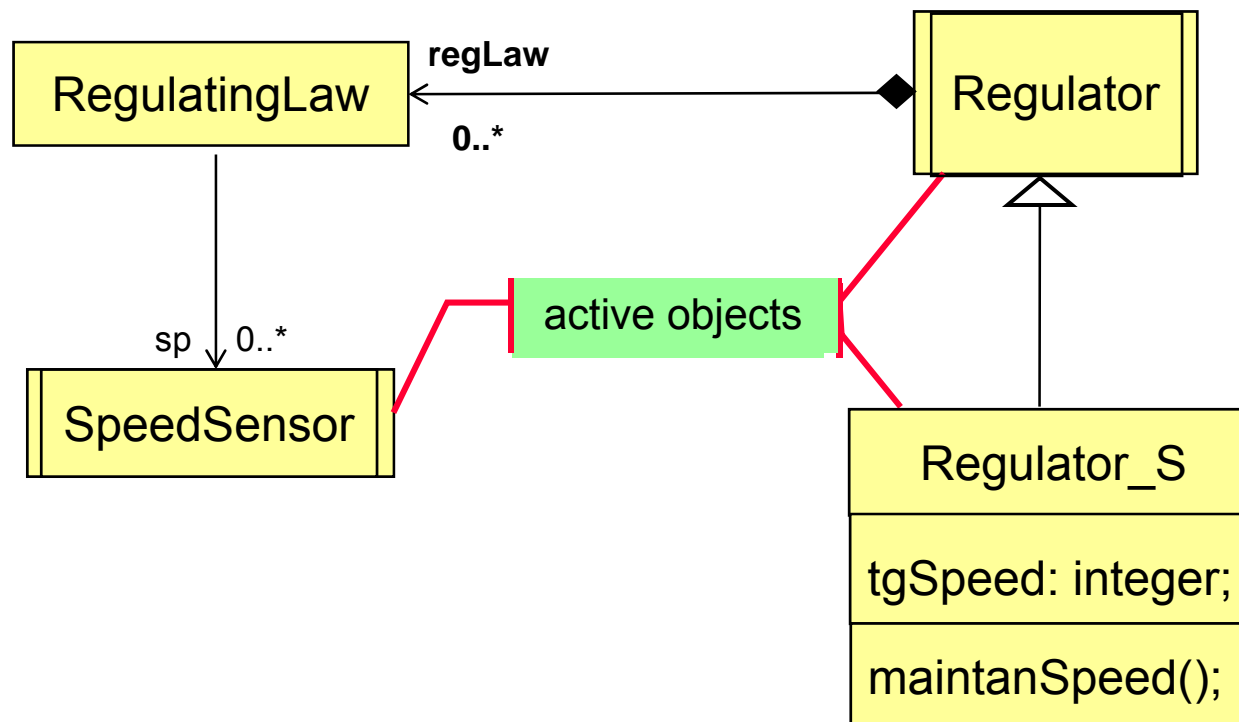 regLaw
RegulatingLaw
Regulator
0..*
active objects
sp 0..*
SpeedSensor
Regulator_S
tgSpeed: integer;
maintanSpeed();